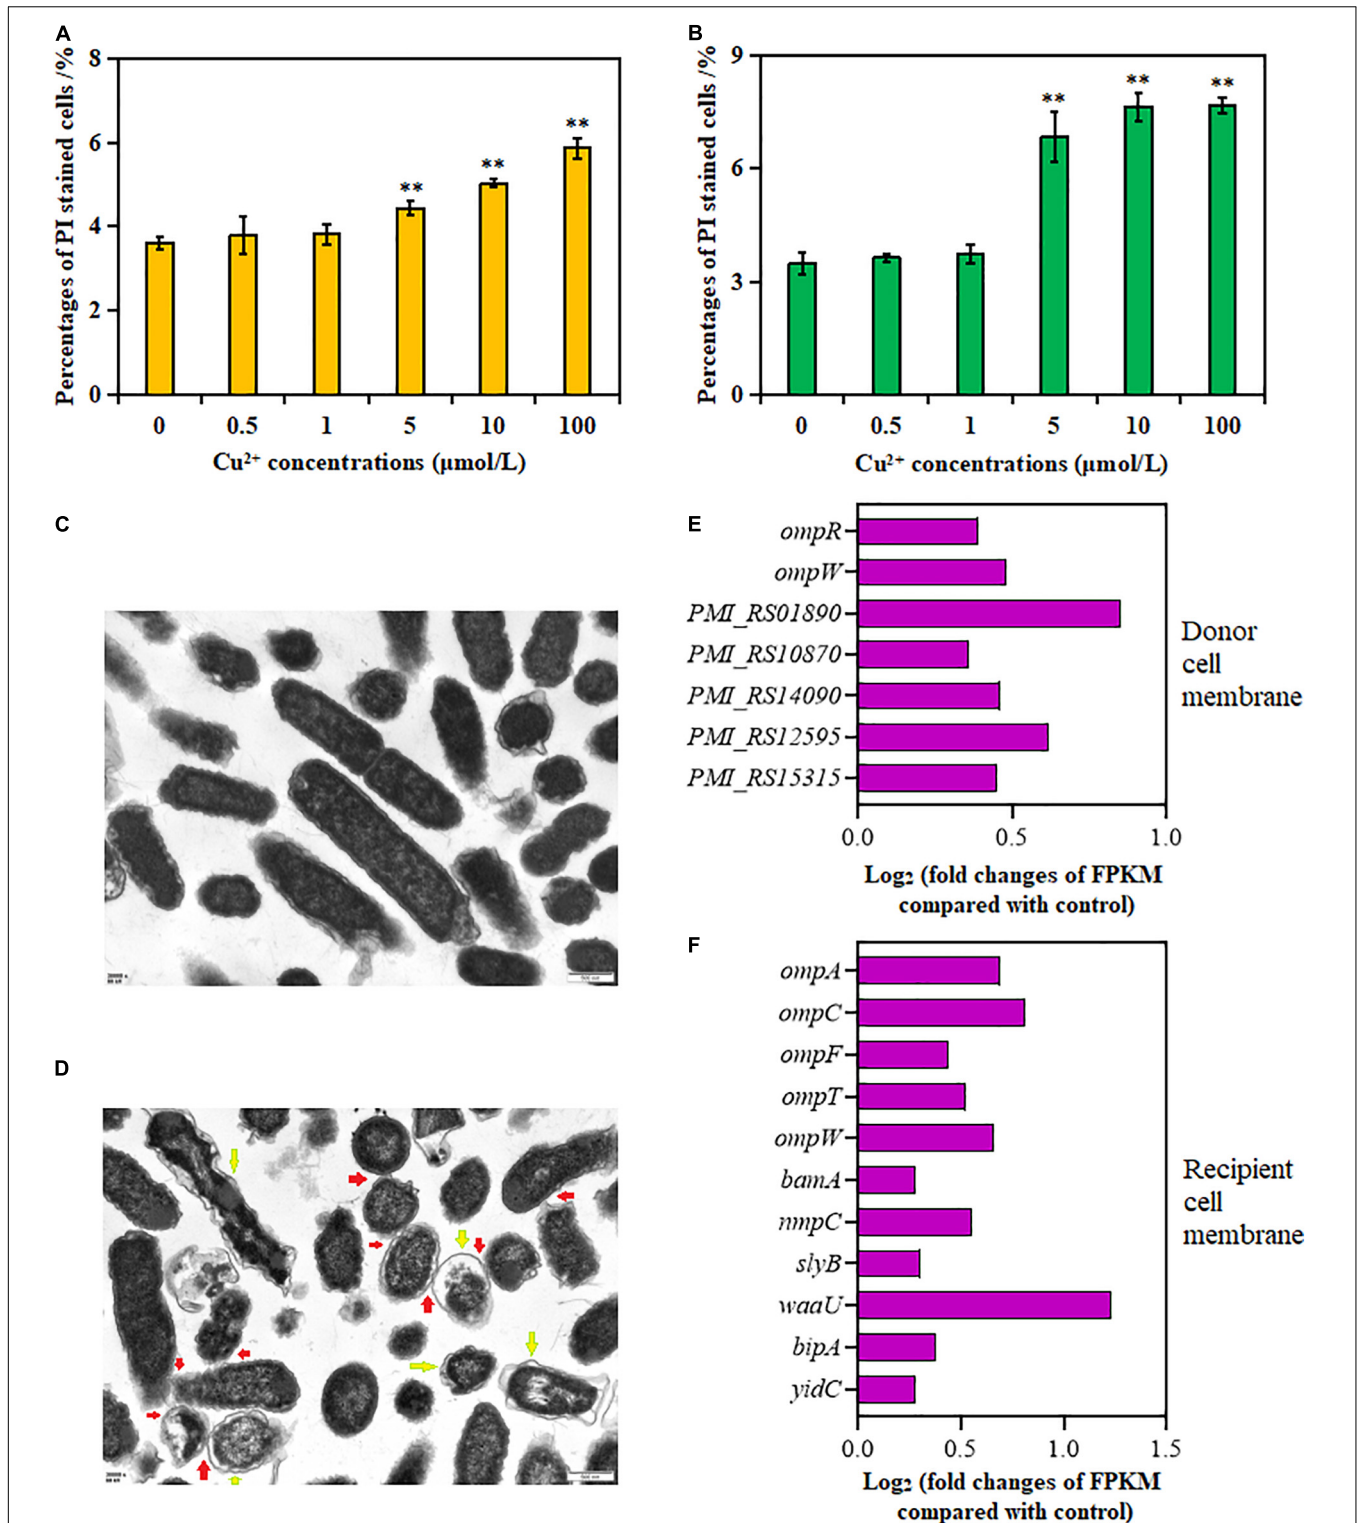 A
Percentages of PI stained cells /%
8
6
4
2
0
** ** **
0 0.5 1 5 10 100
Cu²⁺ concentrations (μmol/L)
B
Percentages of PI stained cells /%
9
6
3
0
** ** **
0 0.5 1 5 10 100
Cu²⁺ concentrations (μmol/L)
C
D
E
ompR
ompW
PMI_RS01890
PMI_RS10870
PMI_RS14090
PMI_RS12595
PMI_RS15315
0.0 0.5 1.0
Log₂ (fold changes of FPKM
compared with control)
Donor
cell
membrane
F
ompA
ompC
ompF
ompT
ompW
bamA
nmpC
slyB
waaU
bipA
yidC
0.0 0.5 1.0 1.5
Log₂ (fold changes of FPKM
compared with control)
Recipient
cell
membrane